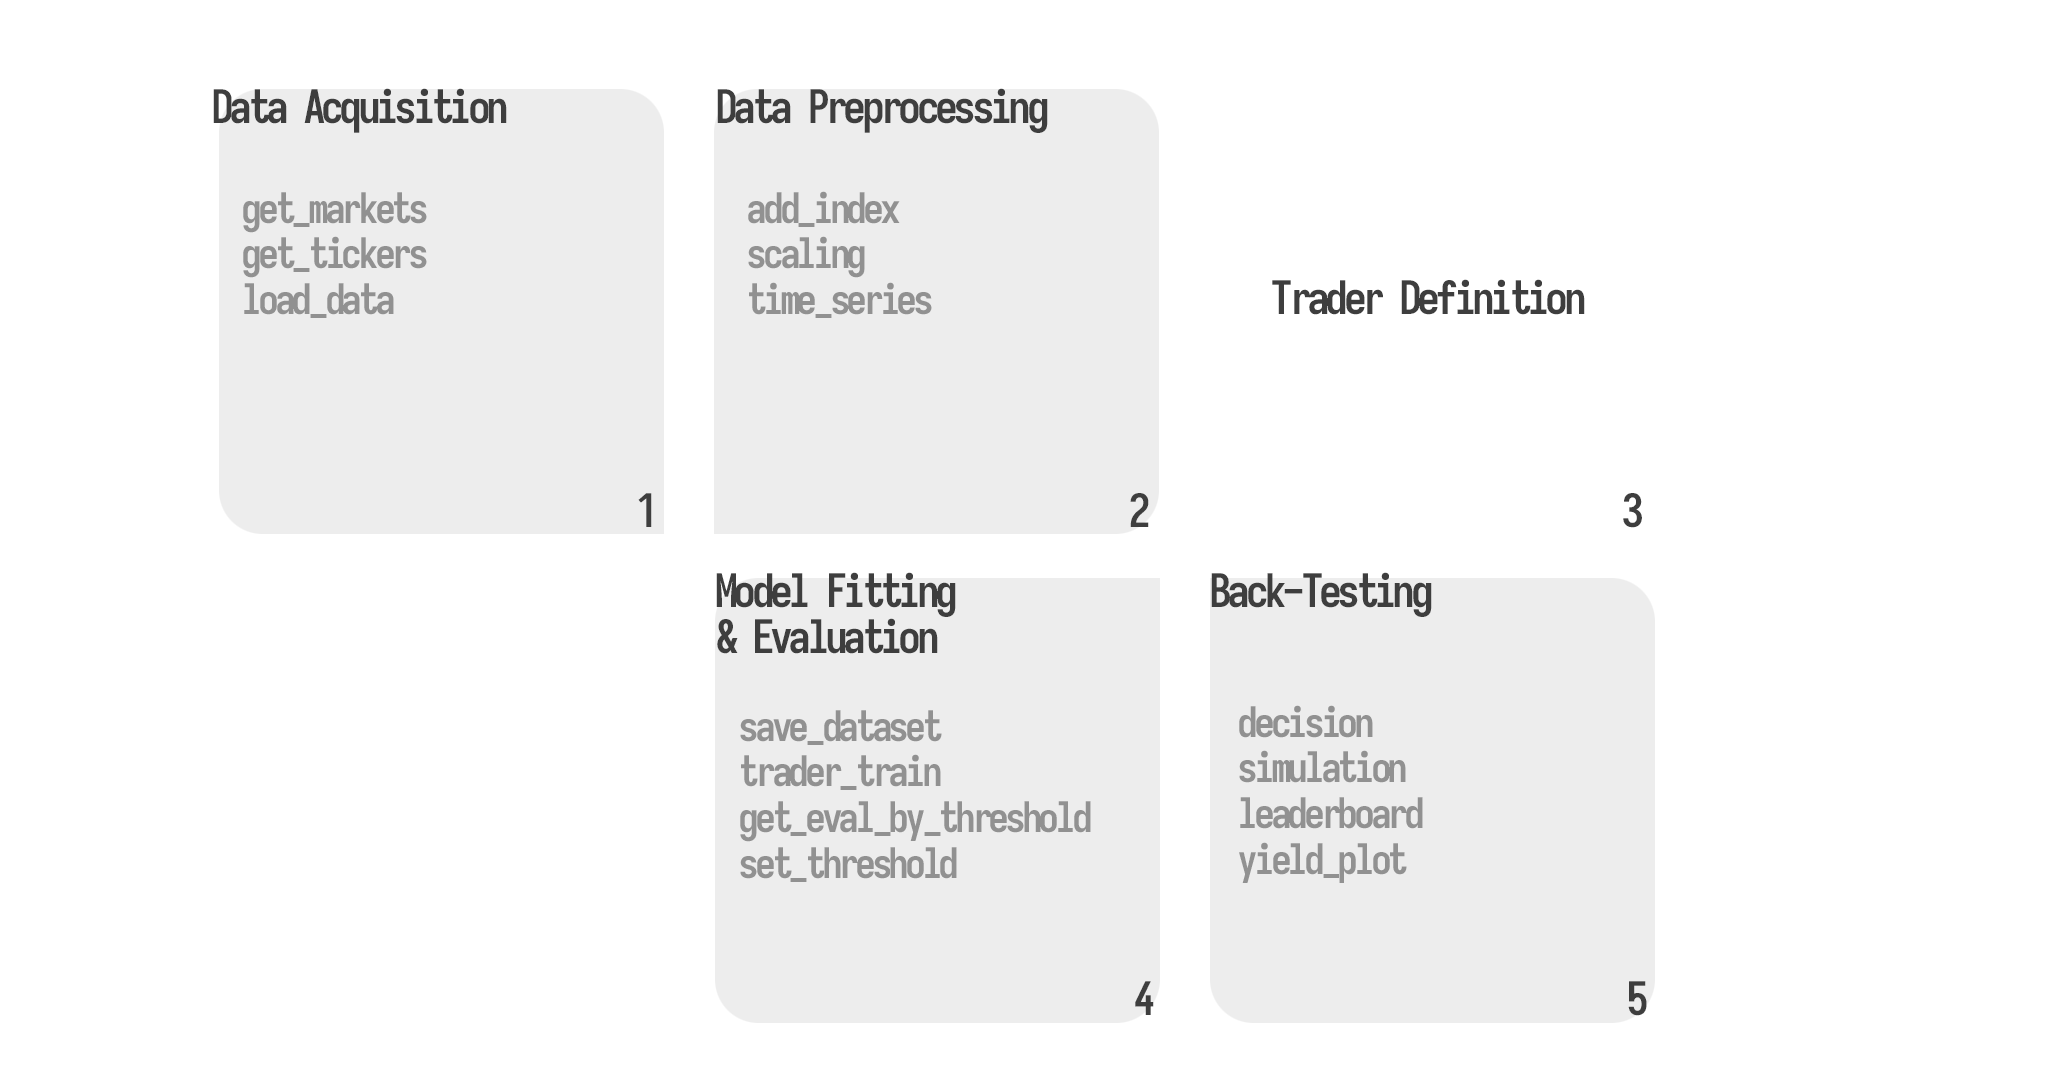 Data Acquisition
get_markets
get_tickers
load_data
1
Data Preprocessing
add_index
scaling
time_series
2
Trader Definition
3
Model Fitting
& Evaluation
save_dataset
trader_train
get_eval_by_threshold
set_threshold
4
Back-Testing
decision
simulation
leaderboard
yield_plot
5